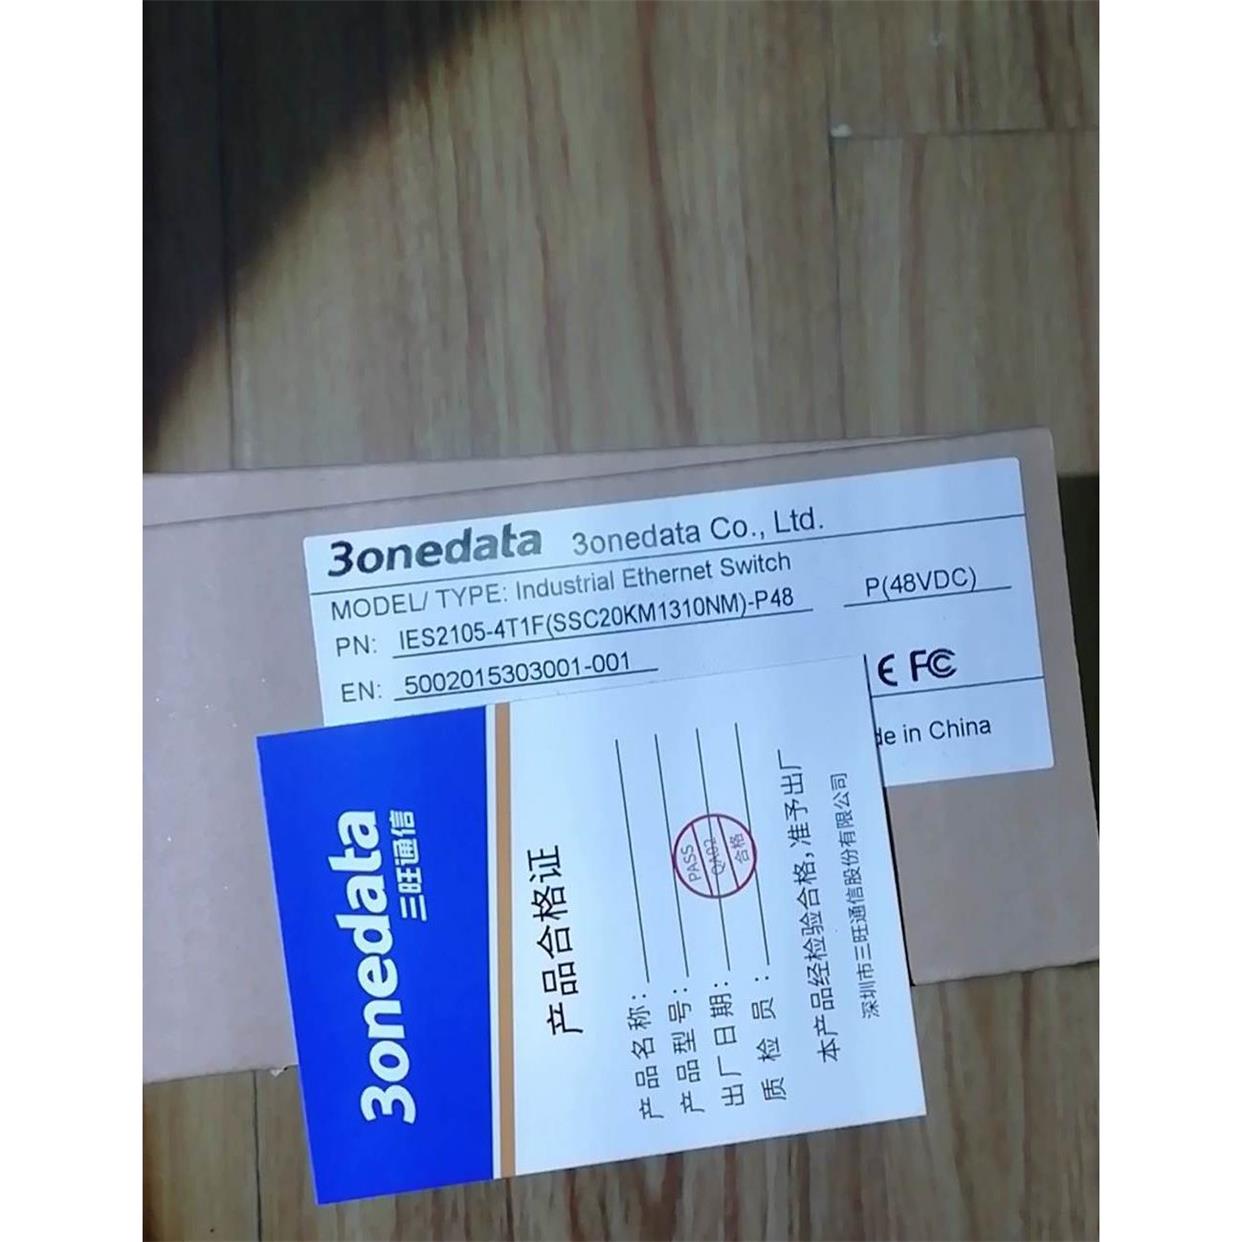 3onedata 3onedata Co., Ltd.
MODEL/ TYPE: Industrial Ethernet Switch
PN: IES2105-4T1F(SSC20KM1310NM)-P48 P(48VDC)
EN: 5002015303001-001
CE FC
de in China
3onedata
三旺通信
产品合格证
产品名称：
产品型号：
出厂日期：
质 检 员：
PASS
QA02
合格
本产品经检验合格,准予出厂
深圳市三旺通信股份有限公司